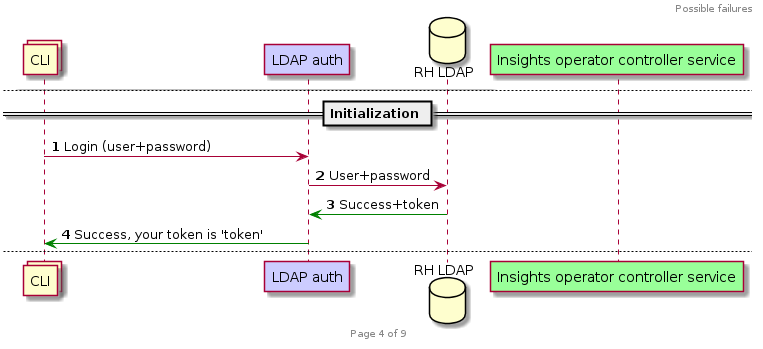 Possible failures
CLI
LDAP auth
RH LDAP
Insights operator controller service
Initialization
1 Login (user+password)
2 User+password
3 Success+token
4 Success, your token is 'token'
CLI
LDAP auth
RH LDAP
Insights operator controller service
Page 4 of 9